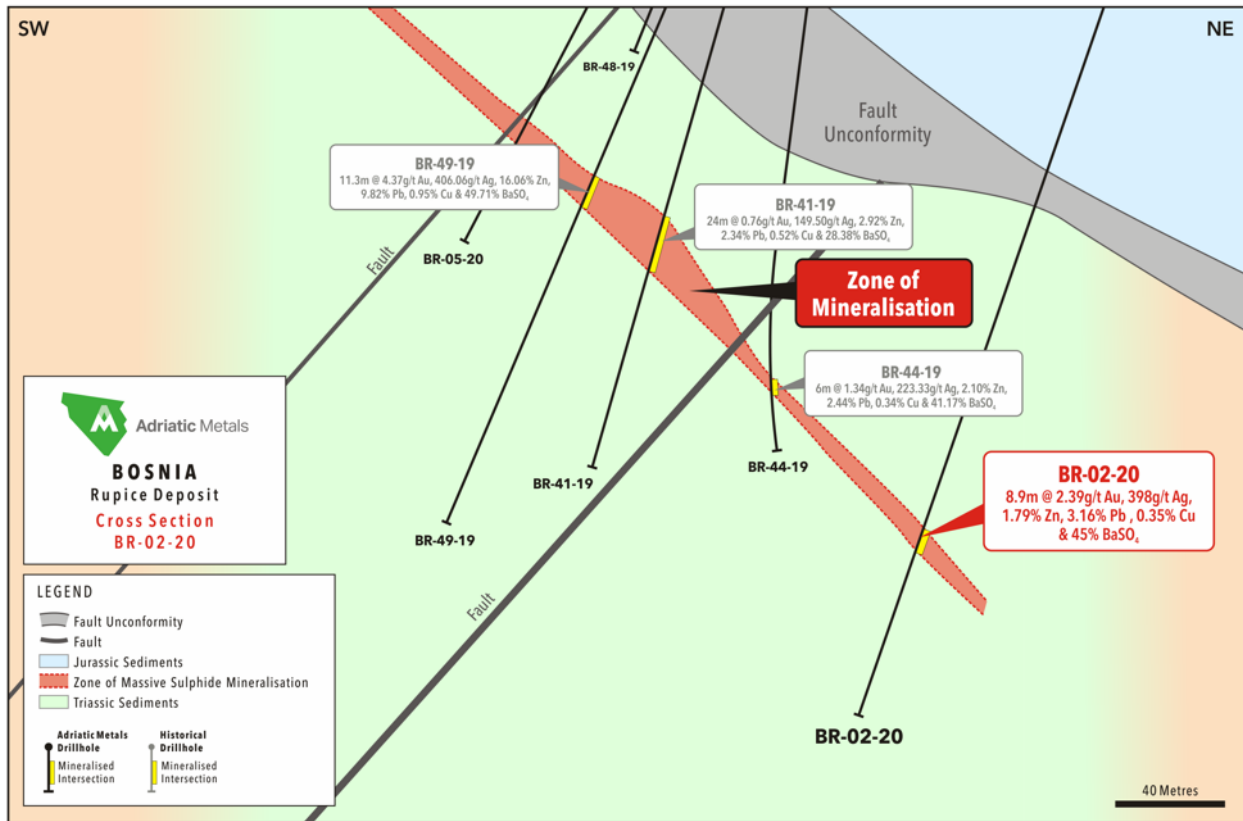 SW
NE
BR-48-19
Fault
Unconformity
BR-49-19
11.3m @ 4.37g/t Au, 406.06g/t Ag, 16.06% Zn,
9.82% Pb, 0.95% Cu & 49.71% BaSO₄
BR-41-19
24m @ 0.76g/t Au, 149.50g/t Ag, 2.92% Zn,
2.34% Pb, 0.52% Cu & 28.38% BaSO₄
BR-05-20
Fault
Zone of
Mineralisation
BR-44-19
6m @ 1.34g/t Au, 223.33g/t Ag, 2.10% Zn,
2.44% Pb, 0.34% Cu & 41.17% BaSO₄
BR-44-19
BR-41-19
BR-49-19
BR-02-20
8.9m @ 2.39g/t Au, 398g/t Ag,
1.79% Zn, 3.16% Pb , 0.35% Cu
& 45% BaSO₄
Fault
BR-02-20
Adriatic Metals
BOSNIA
Rupice Deposit
Cross Section
BR-02-20
LEGEND
Fault Unconformity
Fault
Jurassic Sediments
Zone of Massive Sulphide Mineralisation
Triassic Sediments
Adriatic Metals
Drillhole
Mineralised
Intersection
Historical
Drillhole
Mineralised
Intersection
40 Metres